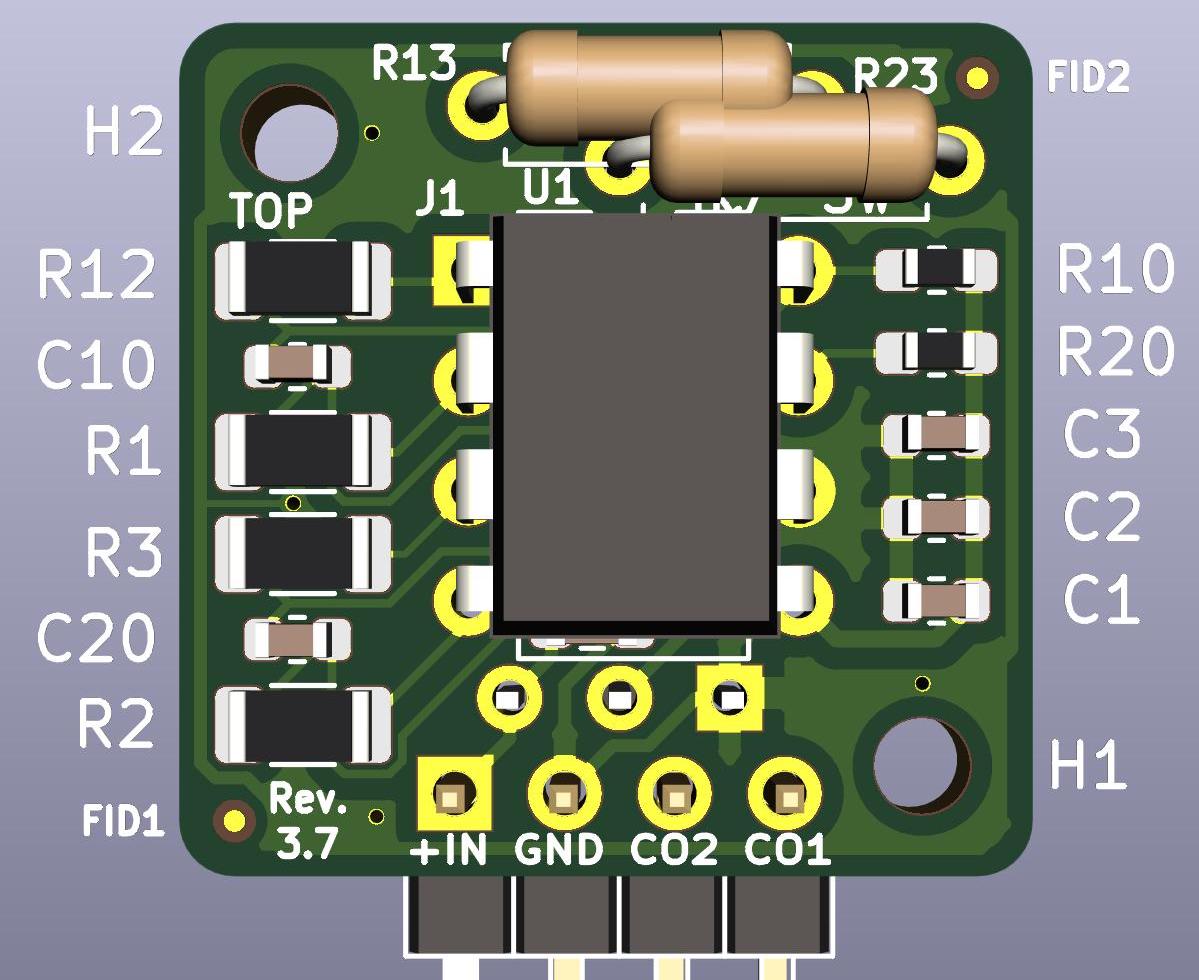 R13
R23
FID2
H2
TOP
J1
U1
R12
R10
C10
R20
R1
C3
R3
C2
C20
C1
R2
H1
FID1
Rev.
3.7
+IN GND CO2 CO1